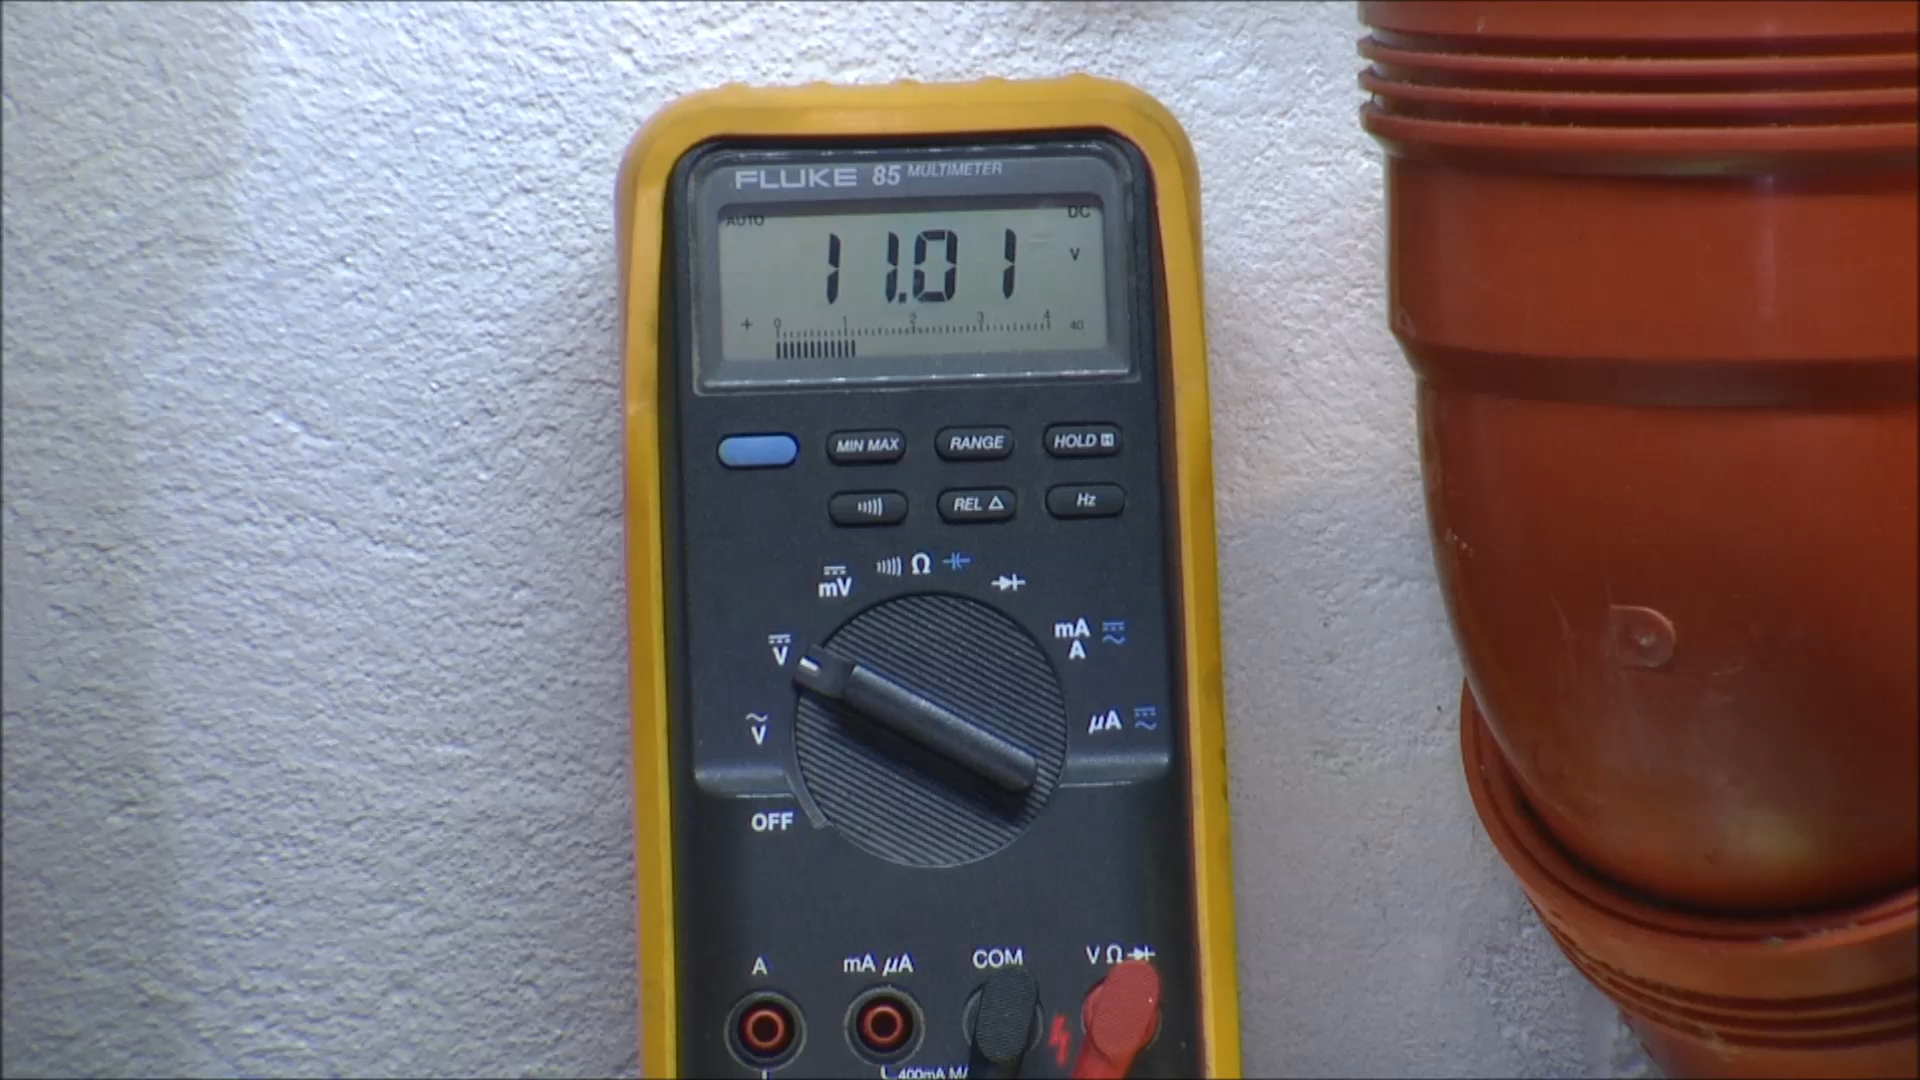 FLUKE 85 MULTIMETER
AUTO DC
11.01 V
+ 0 1 2 3 4 40
MIN MAX RANGE HOLD H
REL △ Hz
mV Ω
V mA
A
V µA
OFF
A mA µA COM V Ω
400mA